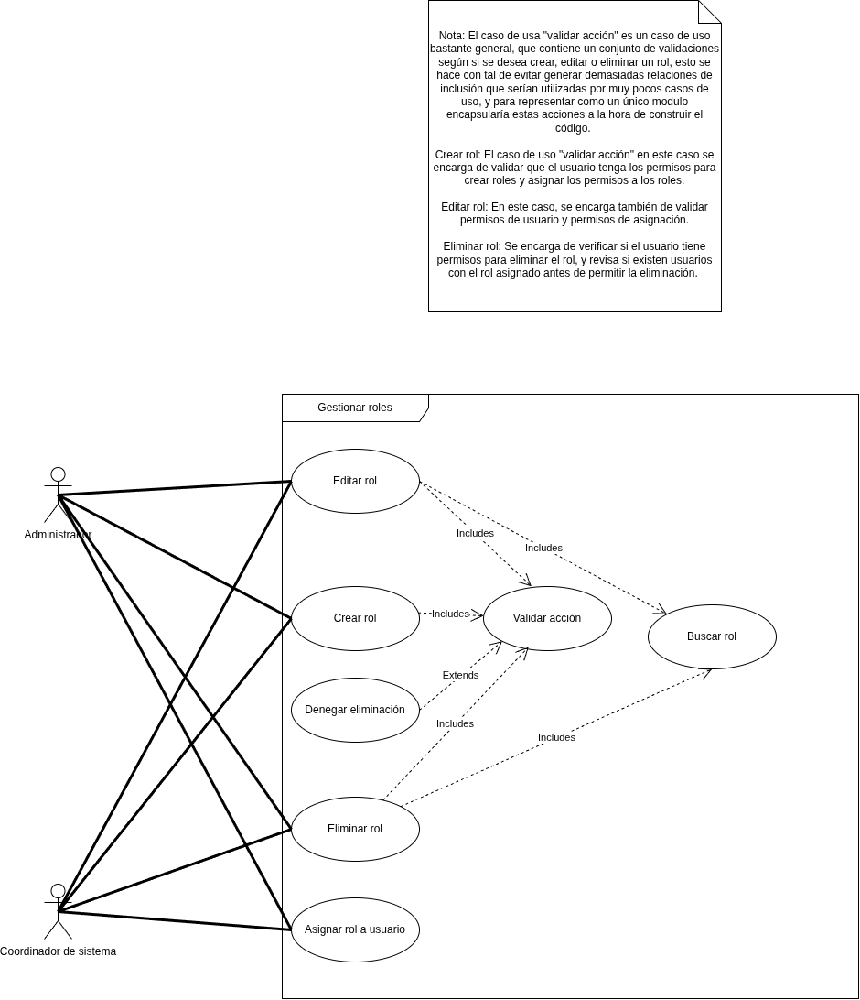 Nota: El caso de usa "validar acción" es un caso de uso
bastante general, que contiene un conjunto de validaciones
según si se desea crear, editar o eliminar un rol, esto se
hace con tal de evitar generar demasiadas relaciones de
inclusión que serían utilizadas por muy pocos casos de
uso, y para representar como un único modulo
encapsularía estas acciones a la hora de construir el
código.
Crear rol: El caso de uso "validar acción" en este caso se
encarga de validar que el usuario tenga los permisos para
crear roles y asignar los permisos a los roles.
Editar rol: En este caso, se encarga también de validar
permisos de usuario y permisos de asignación.
Eliminar rol: Se encarga de verificar si el usuario tiene
permisos para eliminar el rol, y revisa si existen usuarios
con el rol asignado antes de permitir la eliminación.
Gestionar roles
Editar rol
Administrador
Includes
Includes
Crear rol
Includes
Validar acción
Buscar rol
Extends
Denegar eliminación
Includes
Includes
Eliminar rol
Asignar rol a usuario
Coordinador de sistema